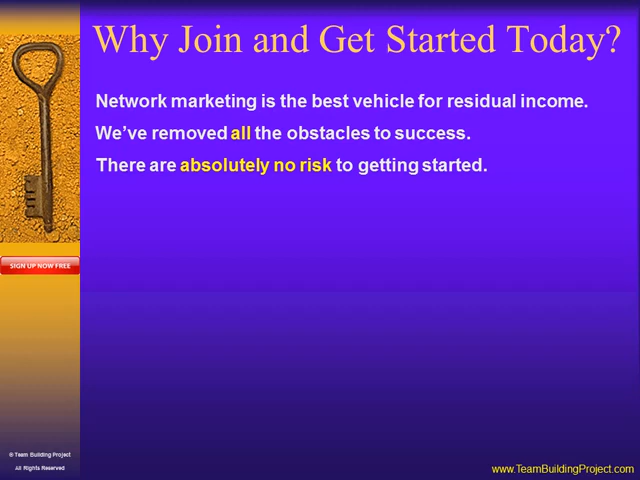 Why Join and Get Started Today?
Network marketing is the best vehicle for residual income.
We've removed all the obstacles to success.
There are absolutely no risk to getting started.
SIGN UP NOW FREE
© Team Building Project
All Rights Reserved
www.TeamBuildingProject.com